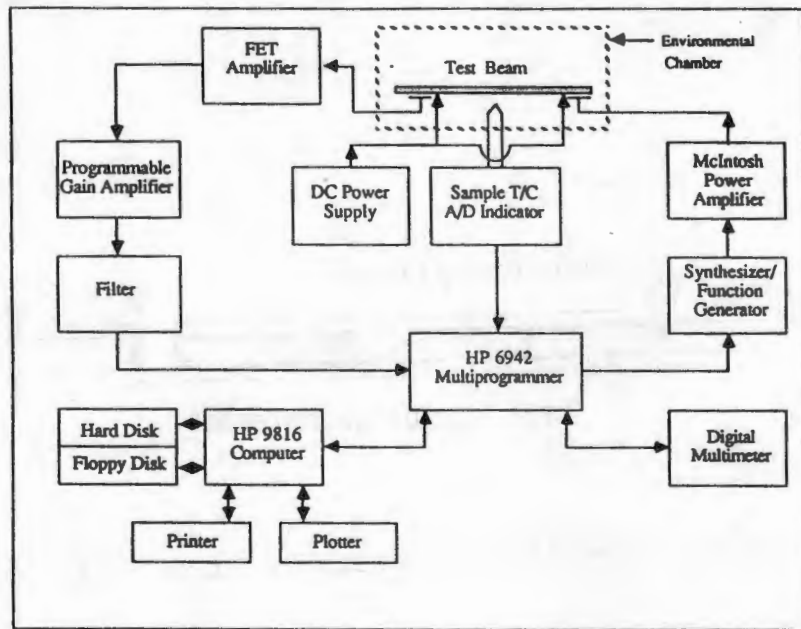 FET
Amplifier
Test Beam
Environmental
Chamber
Programmable
Gain Amplifier
DC Power
Supply
Sample T/C
A/D Indicator
McIntosh
Power
Amplifier
Filter
Synthesizer/
Function
Generator
HP 6942
Multiprogrammer
Hard Disk
Floppy Disk
HP 9816
Computer
Digital
Multimeter
Printer
Plotter